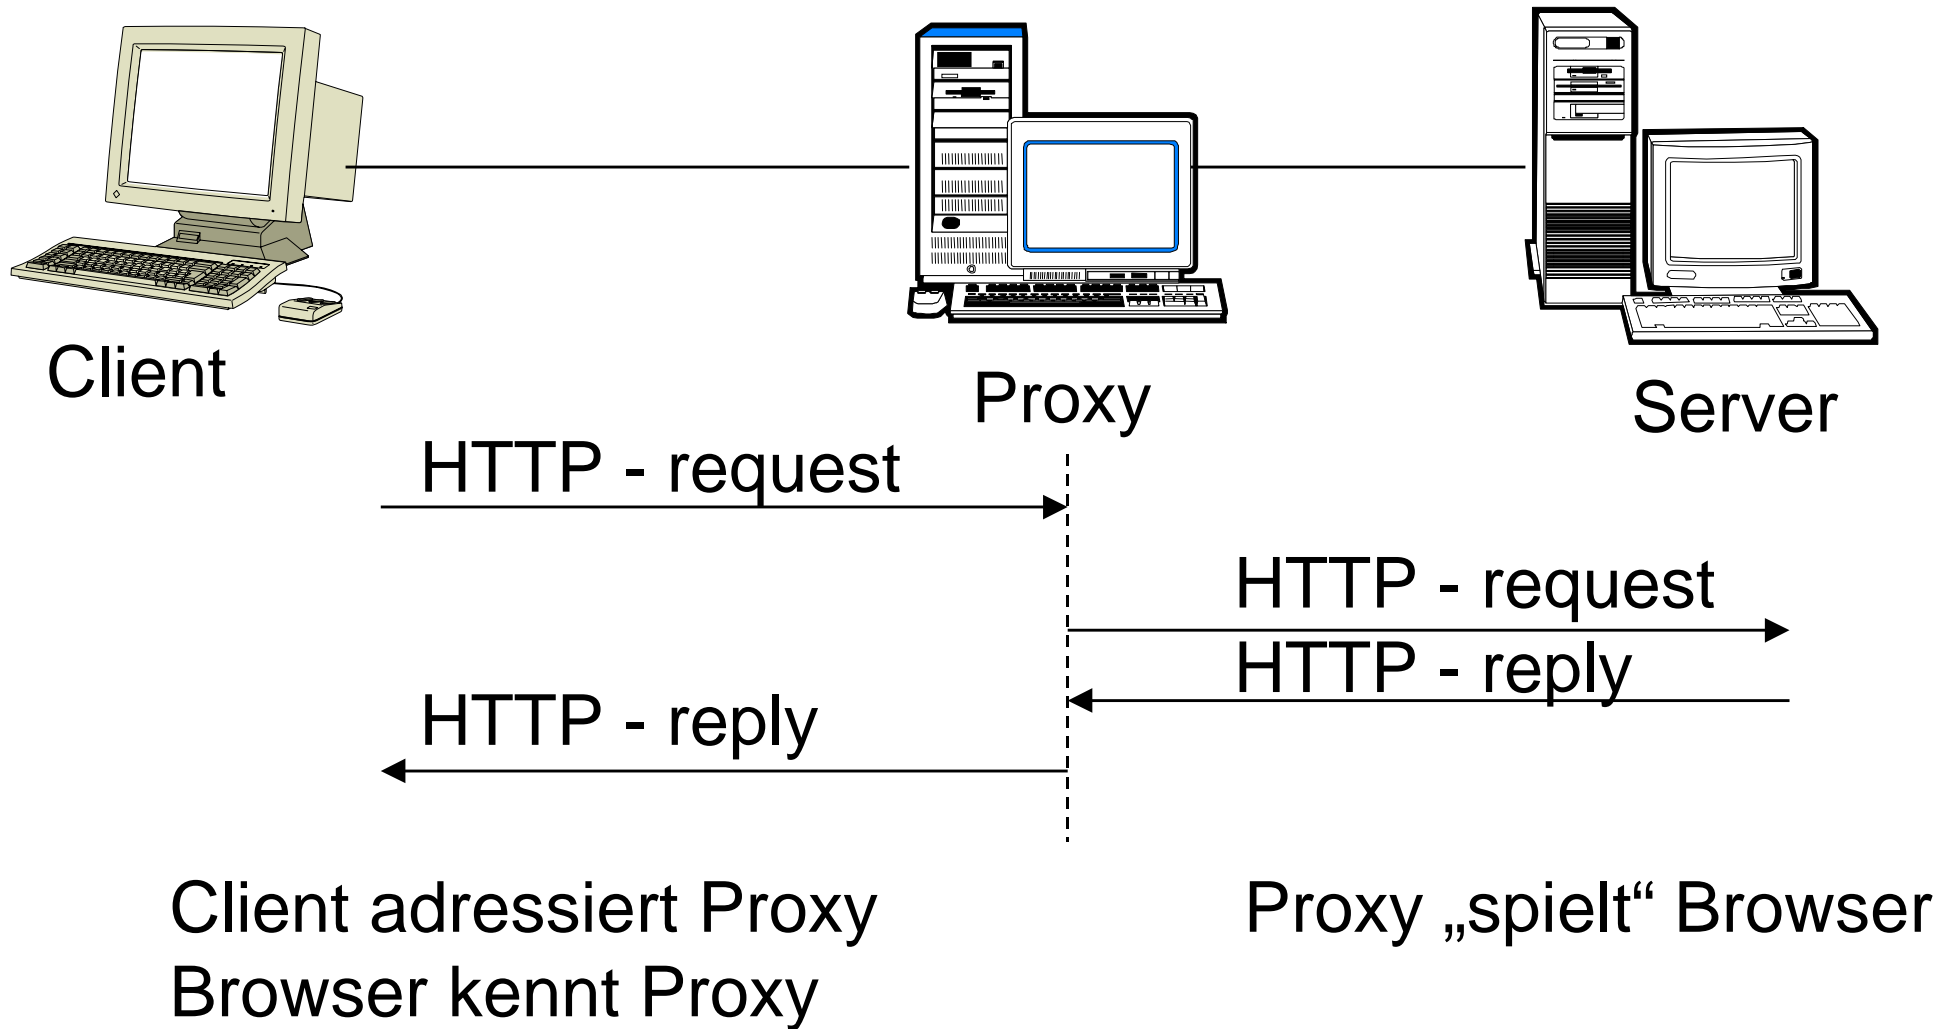 Client
Proxy
Server
HTTP - request
HTTP - request
HTTP - reply
HTTP - reply
Client adressiert Proxy
Browser kennt Proxy
Proxy „spielt“ Browser